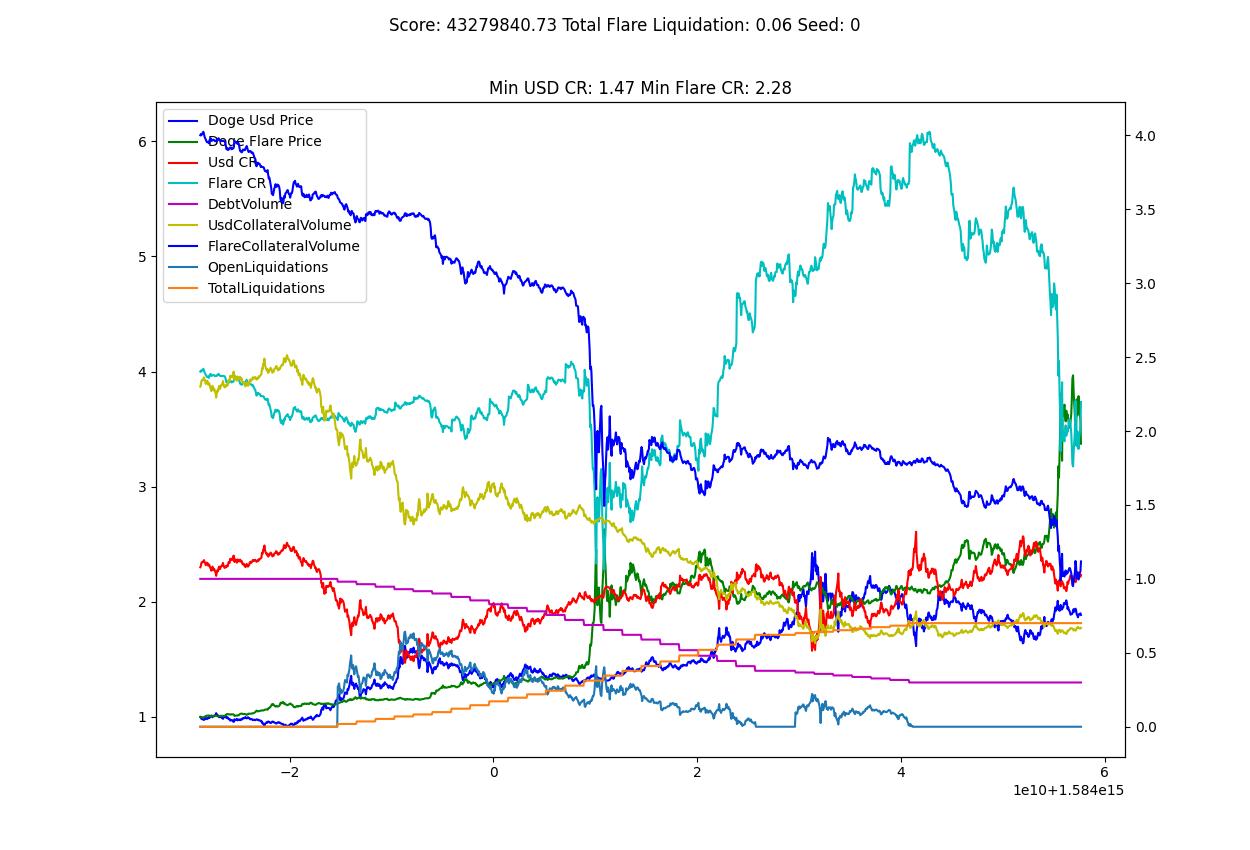 Score: 43279840.73 Total Flare Liquidation: 0.06 Seed: 0
Min USD CR: 1.47 Min Flare CR: 2.28
Doge Usd Price
Doge Flare Price
Usd CR
Flare CR
DebtVolume
UsdCollateralVolume
FlareCollateralVolume
OpenLiquidations
TotalLiquidations
6
5
4
3
2
1
4.0
3.5
3.0
2.5
2.0
1.5
1.0
0.5
0.0
−2 0 2 4 6
1e10+1.584e15